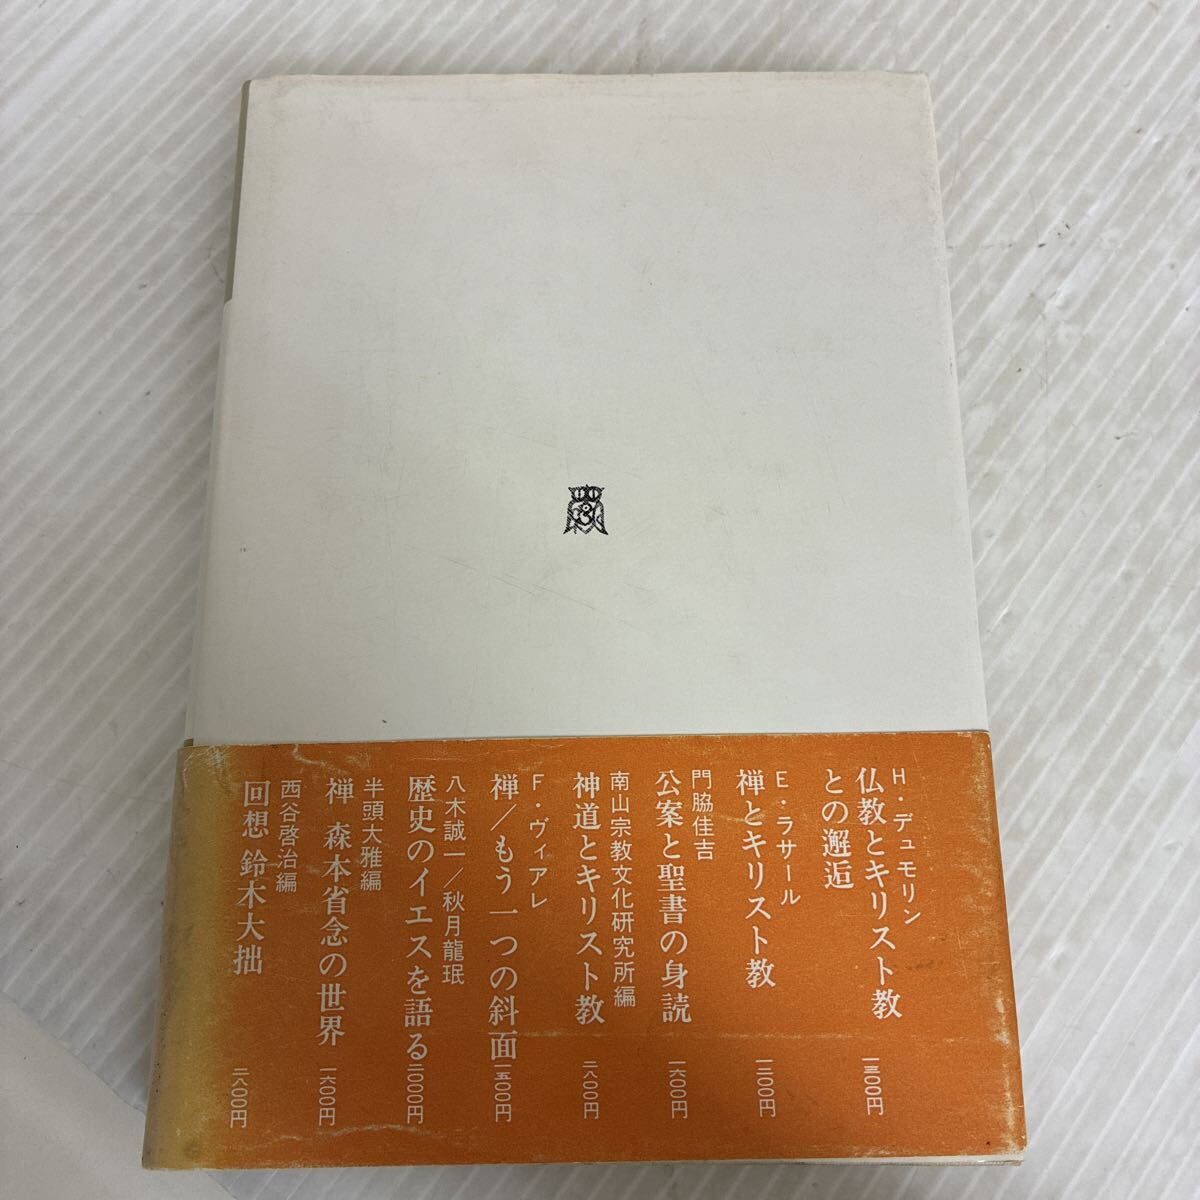 H・デュモリン
仏教とキリスト教
との邂逅
一三〇〇円
E・ラサール
禅とキリスト教
一二〇〇円
門脇佳吉
公案と聖書の身読
一六〇〇円
南山宗教文化研究所編
神道とキリスト教
二八〇〇円
F・ヴィアレ
禅/もう一つの斜面
一五〇〇円
八木誠一/秋月龍珉
歴史のイエスを語る
二〇〇〇円
半頭大雅編
禅 森本省念の世界
一六〇〇円
西谷啓治編
回想 鈴木大拙
二八〇〇円